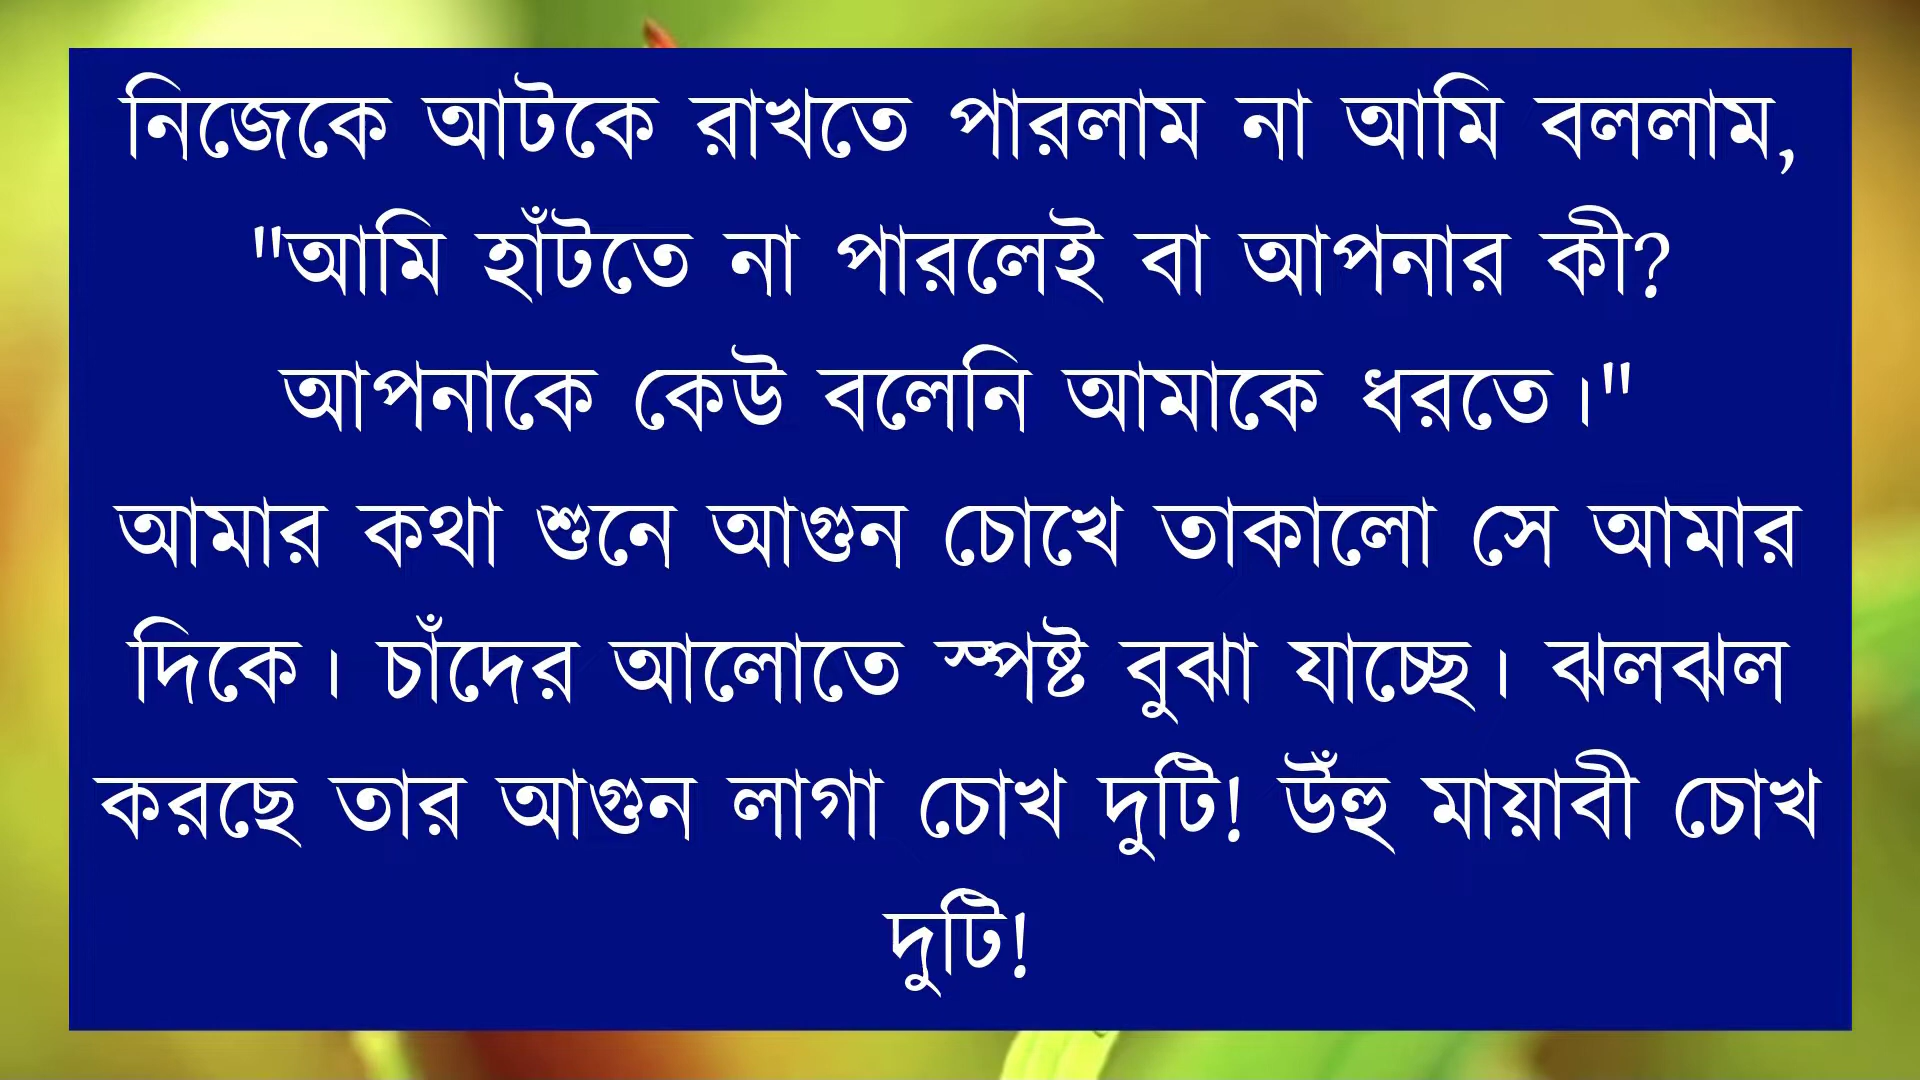 নিজেকে আটকে রাখতে পারলাম না আমি বললাম,
"আমি হাঁটতে না পারলেই বা আপনার কী?
আপনাকে কেউ বলেনি আমাকে ধরতে।"
আমার কথা শুনে আগুন চোখে তাকালো সে আমার
দিকে। চাঁদের আলোতে স্পষ্ট বুঝা যাচ্ছে। ঝলঝল
করছে তার আগুন লাগা চোখ দুটি! উঁহু মায়াবী চোখ
দুটি!